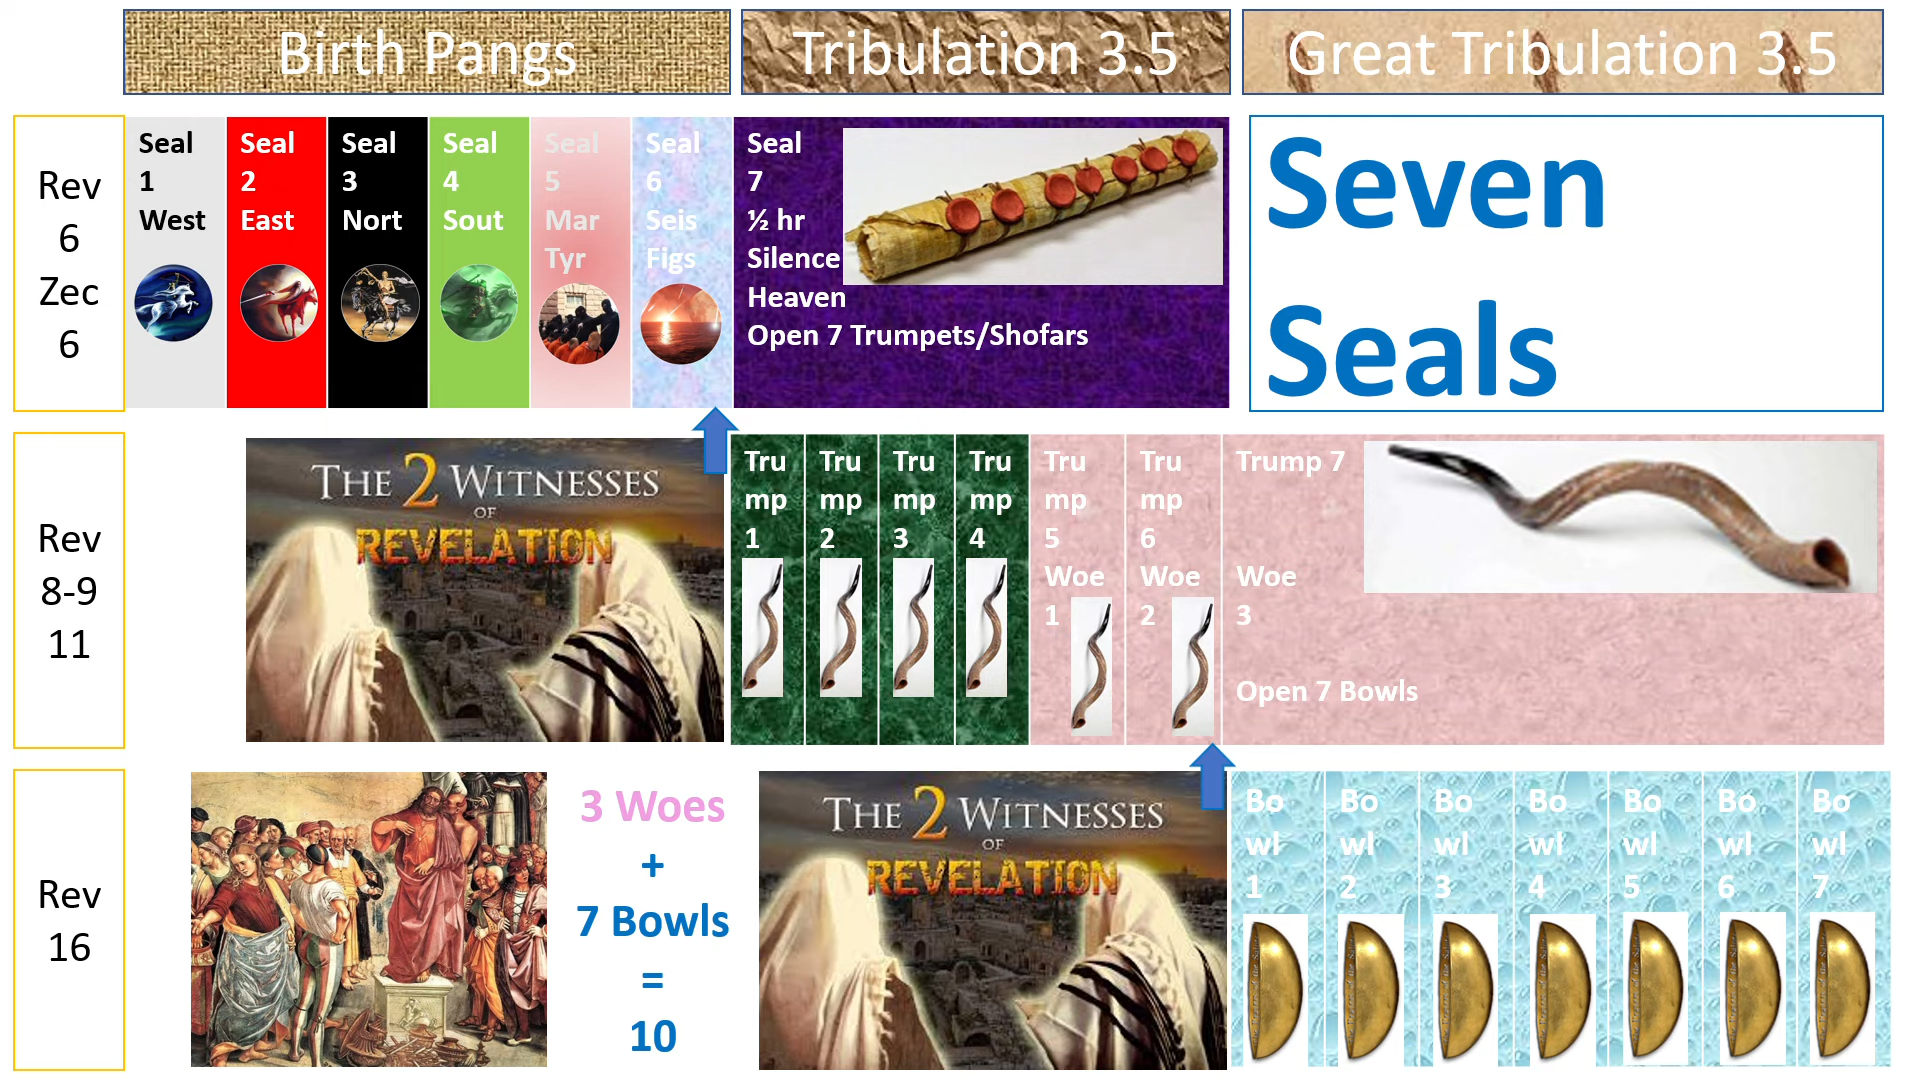 Birth Pangs
Tribulation 3.5
Great Tribulation 3.5
Rev
6
Zec
6
Seal
1
West
Seal
2
East
Seal
3
Nort
Seal
4
Sout
Seal
5
Mar
Tyr
Seal
6
Seis
Figs
Seal
7
½ hr
Silence
Heaven
Open 7 Trumpets/Shofars
Seven
Seals
Rev
8-9
11
THE 2 WITNESSES
OF
REVELATION
Tru
mp
1
Tru
mp
2
Tru
mp
3
Tru
mp
4
Tru
mp
5
Woe
1
Tru
mp
6
Woe
2
Trump 7
Woe
3
Open 7 Bowls
Rev
16
3 Woes
+
7 Bowls
=
10
THE 2 WITNESSES
OF
REVELATION
Bo
wl
1
Bo
wl
2
Bo
wl
3
Bo
wl
4
Bo
wl
5
Bo
wl
6
Bo
wl
7